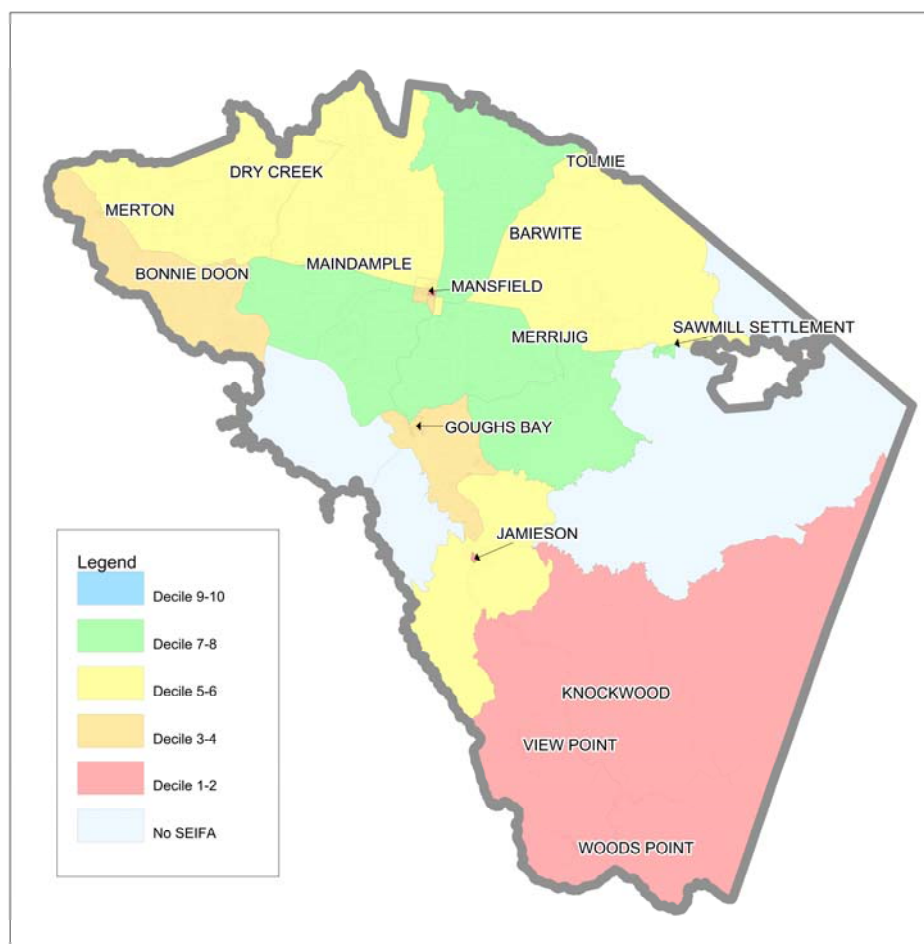 TOLMIE
DRY CREEK
MERTON
BARWITE
MAINDAMPLE
BONNIE DOON
MANSFIELD
SAWMILL SETTLEMENT
MERRIJIG
GOUGHS BAY
JAMIESON
KNOCKWOOD
VIEW POINT
WOODS POINT
Legend
Decile 9-10
Decile 7-8
Decile 5-6
Decile 3-4
Decile 1-2
No SEIFA